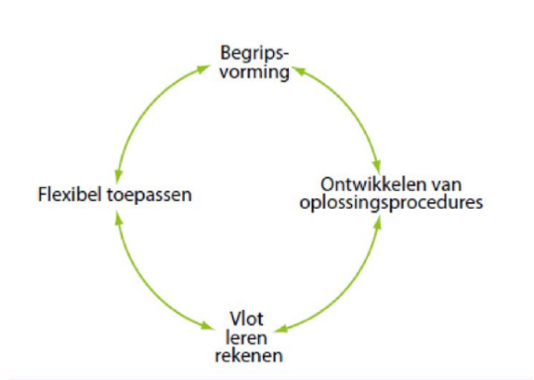 Begrips-
vorming
Flexibel toepassen
Ontwikkelen van
oplossingsprocedures
Vlot
leren
rekenen